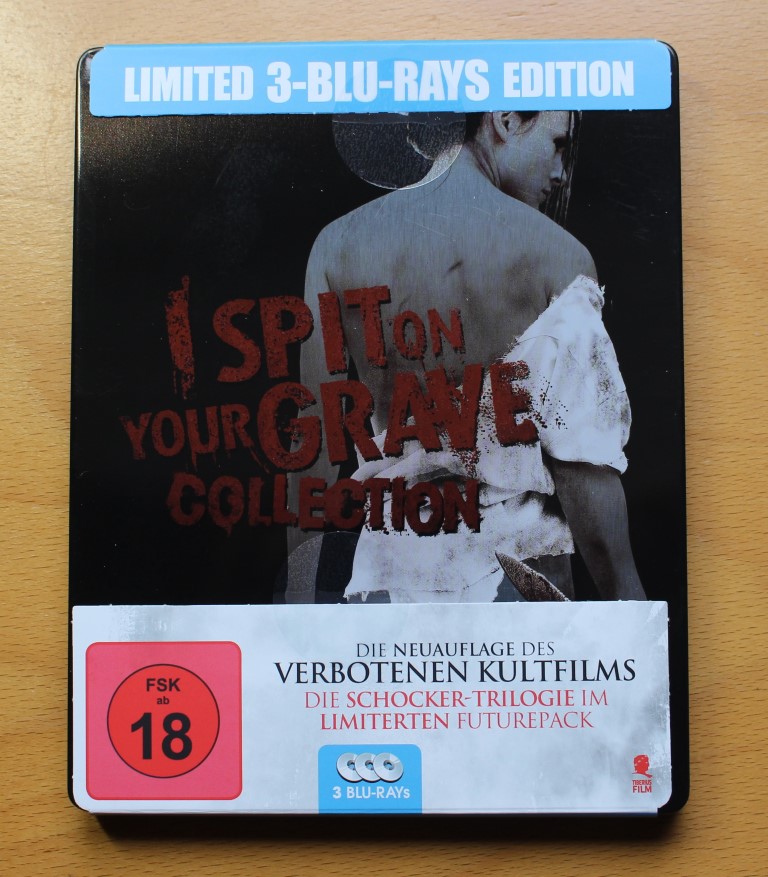 LIMITED 3-BLU-RAYS EDITION
I SPIT ON
YOUR GRAVE
COLLECTION
DIE NEUAUFLAGE DES
VERBOTENEN KULTFILMS
DIE SCHOCKER-TRILOGIE IM
LIMITERTEN FUTUREPACK
FSK
ab
18
3 BLU-RAYs
TIBERIUS
FILM